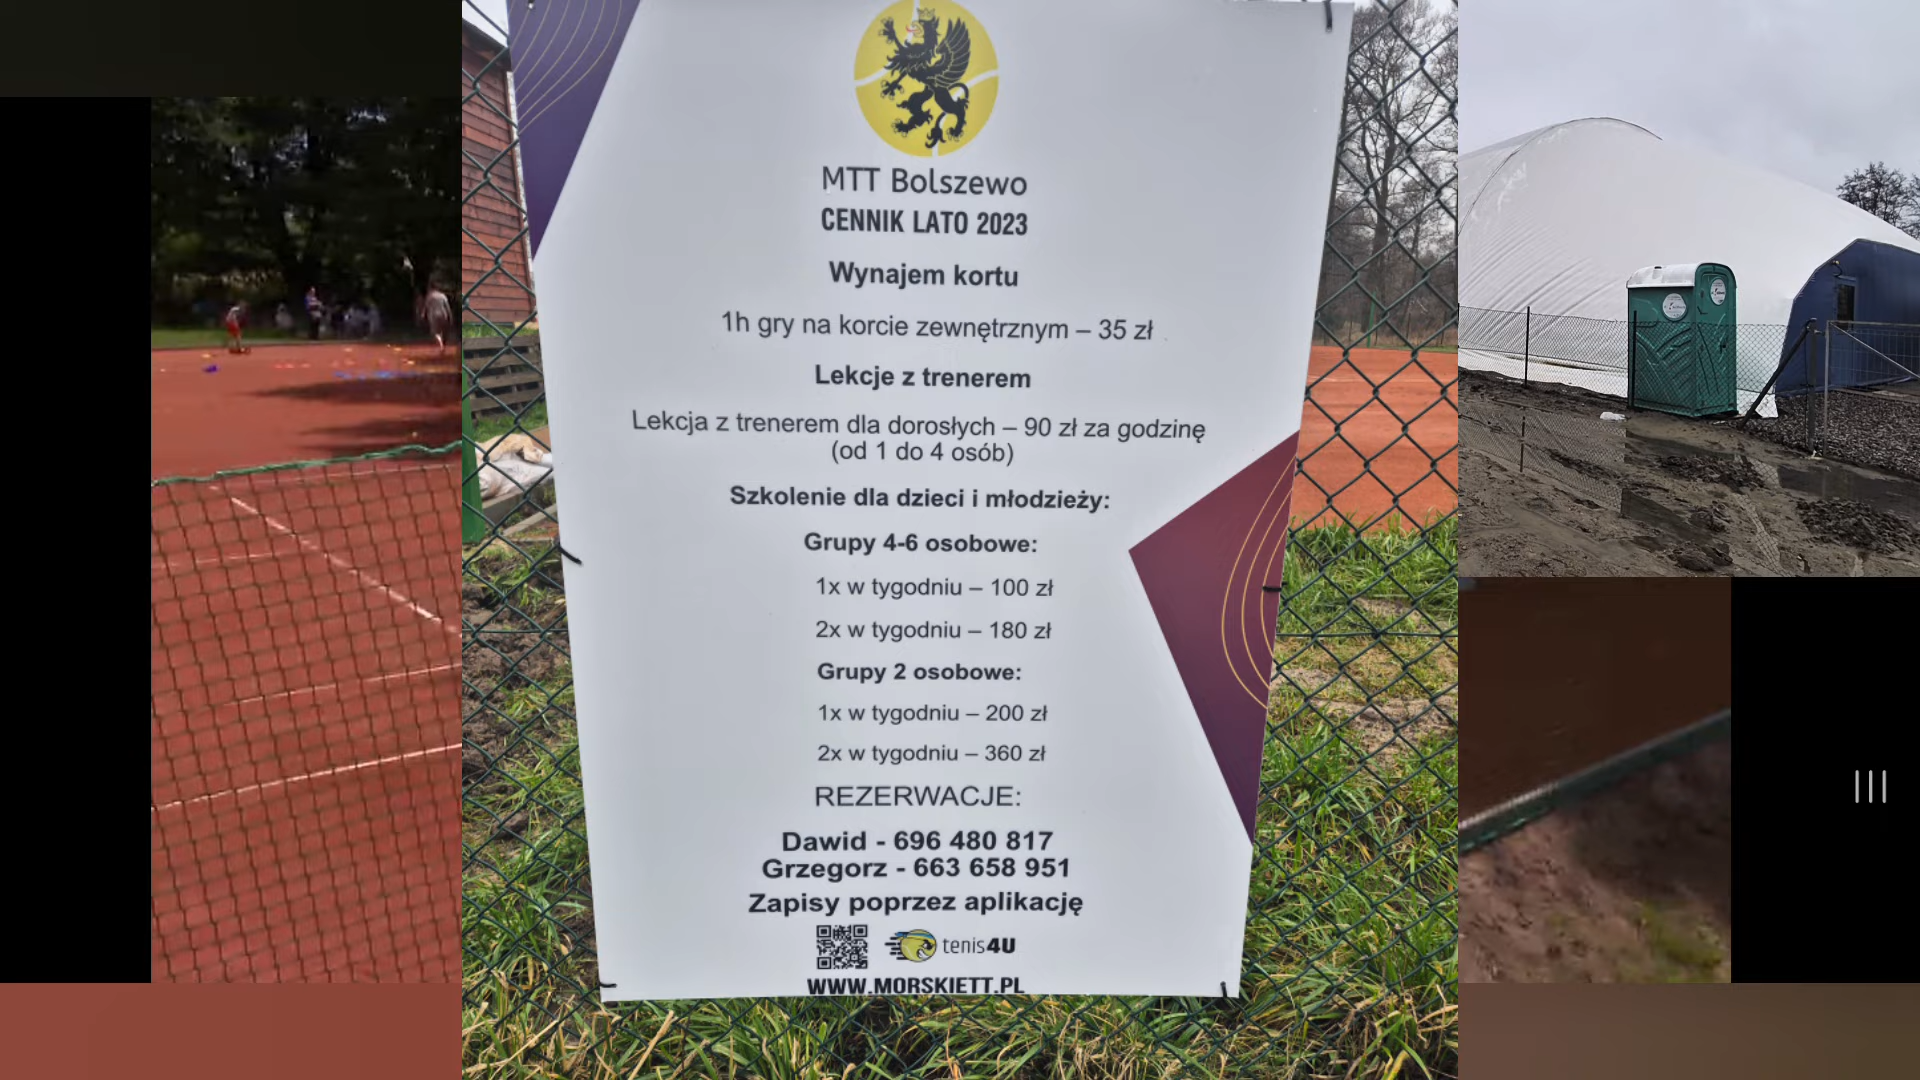 MTT Bolszewo
CENNIK LATO 2023
Wynajem kortu
1h gry na korcie zewnętrznym – 35 zł
Lekcje z trenerem
Lekcja z trenerem dla dorosłych – 90 zł za godzinę
(od 1 do 4 osób)
Szkolenie dla dzieci i młodzieży:
Grupy 4-6 osobowe:
1x w tygodniu – 100 zł
2x w tygodniu – 180 zł
Grupy 2 osobowe:
1x w tygodniu – 200 zł
2x w tygodniu – 360 zł
REZERWACJE:
Dawid - 696 480 817
Grzegorz - 663 658 951
Zapisy poprzez aplikację
tenis4U
WWW.MORSKIETT.PL